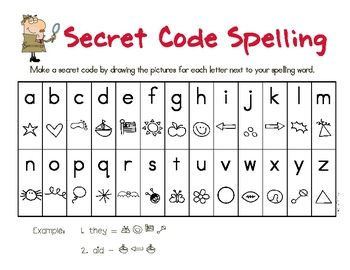 Secret Code Spelling
Make a secret code by drawing the pictures for each letter next to your spelling word.
a b c d e f g h i j k l m
n o p q r s t u v w x y z
Example: 1. they =
2. aid -